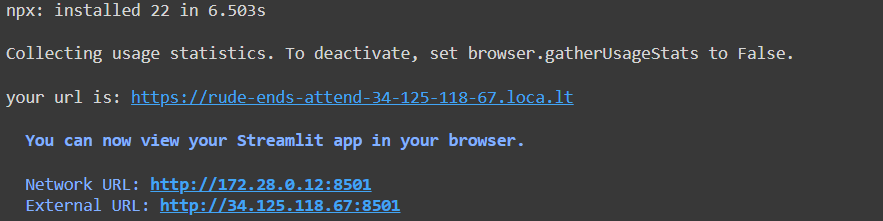 npx: installed 22 in 6.503s
Collecting usage statistics. To deactivate, set browser.gatherUsageStats to False.
your url is: https://rude-ends-attend-34-125-118-67.loca.lt
You can now view your Streamlit app in your browser.
Network URL: http://172.28.0.12:8501
External URL: http://34.125.118.67:8501